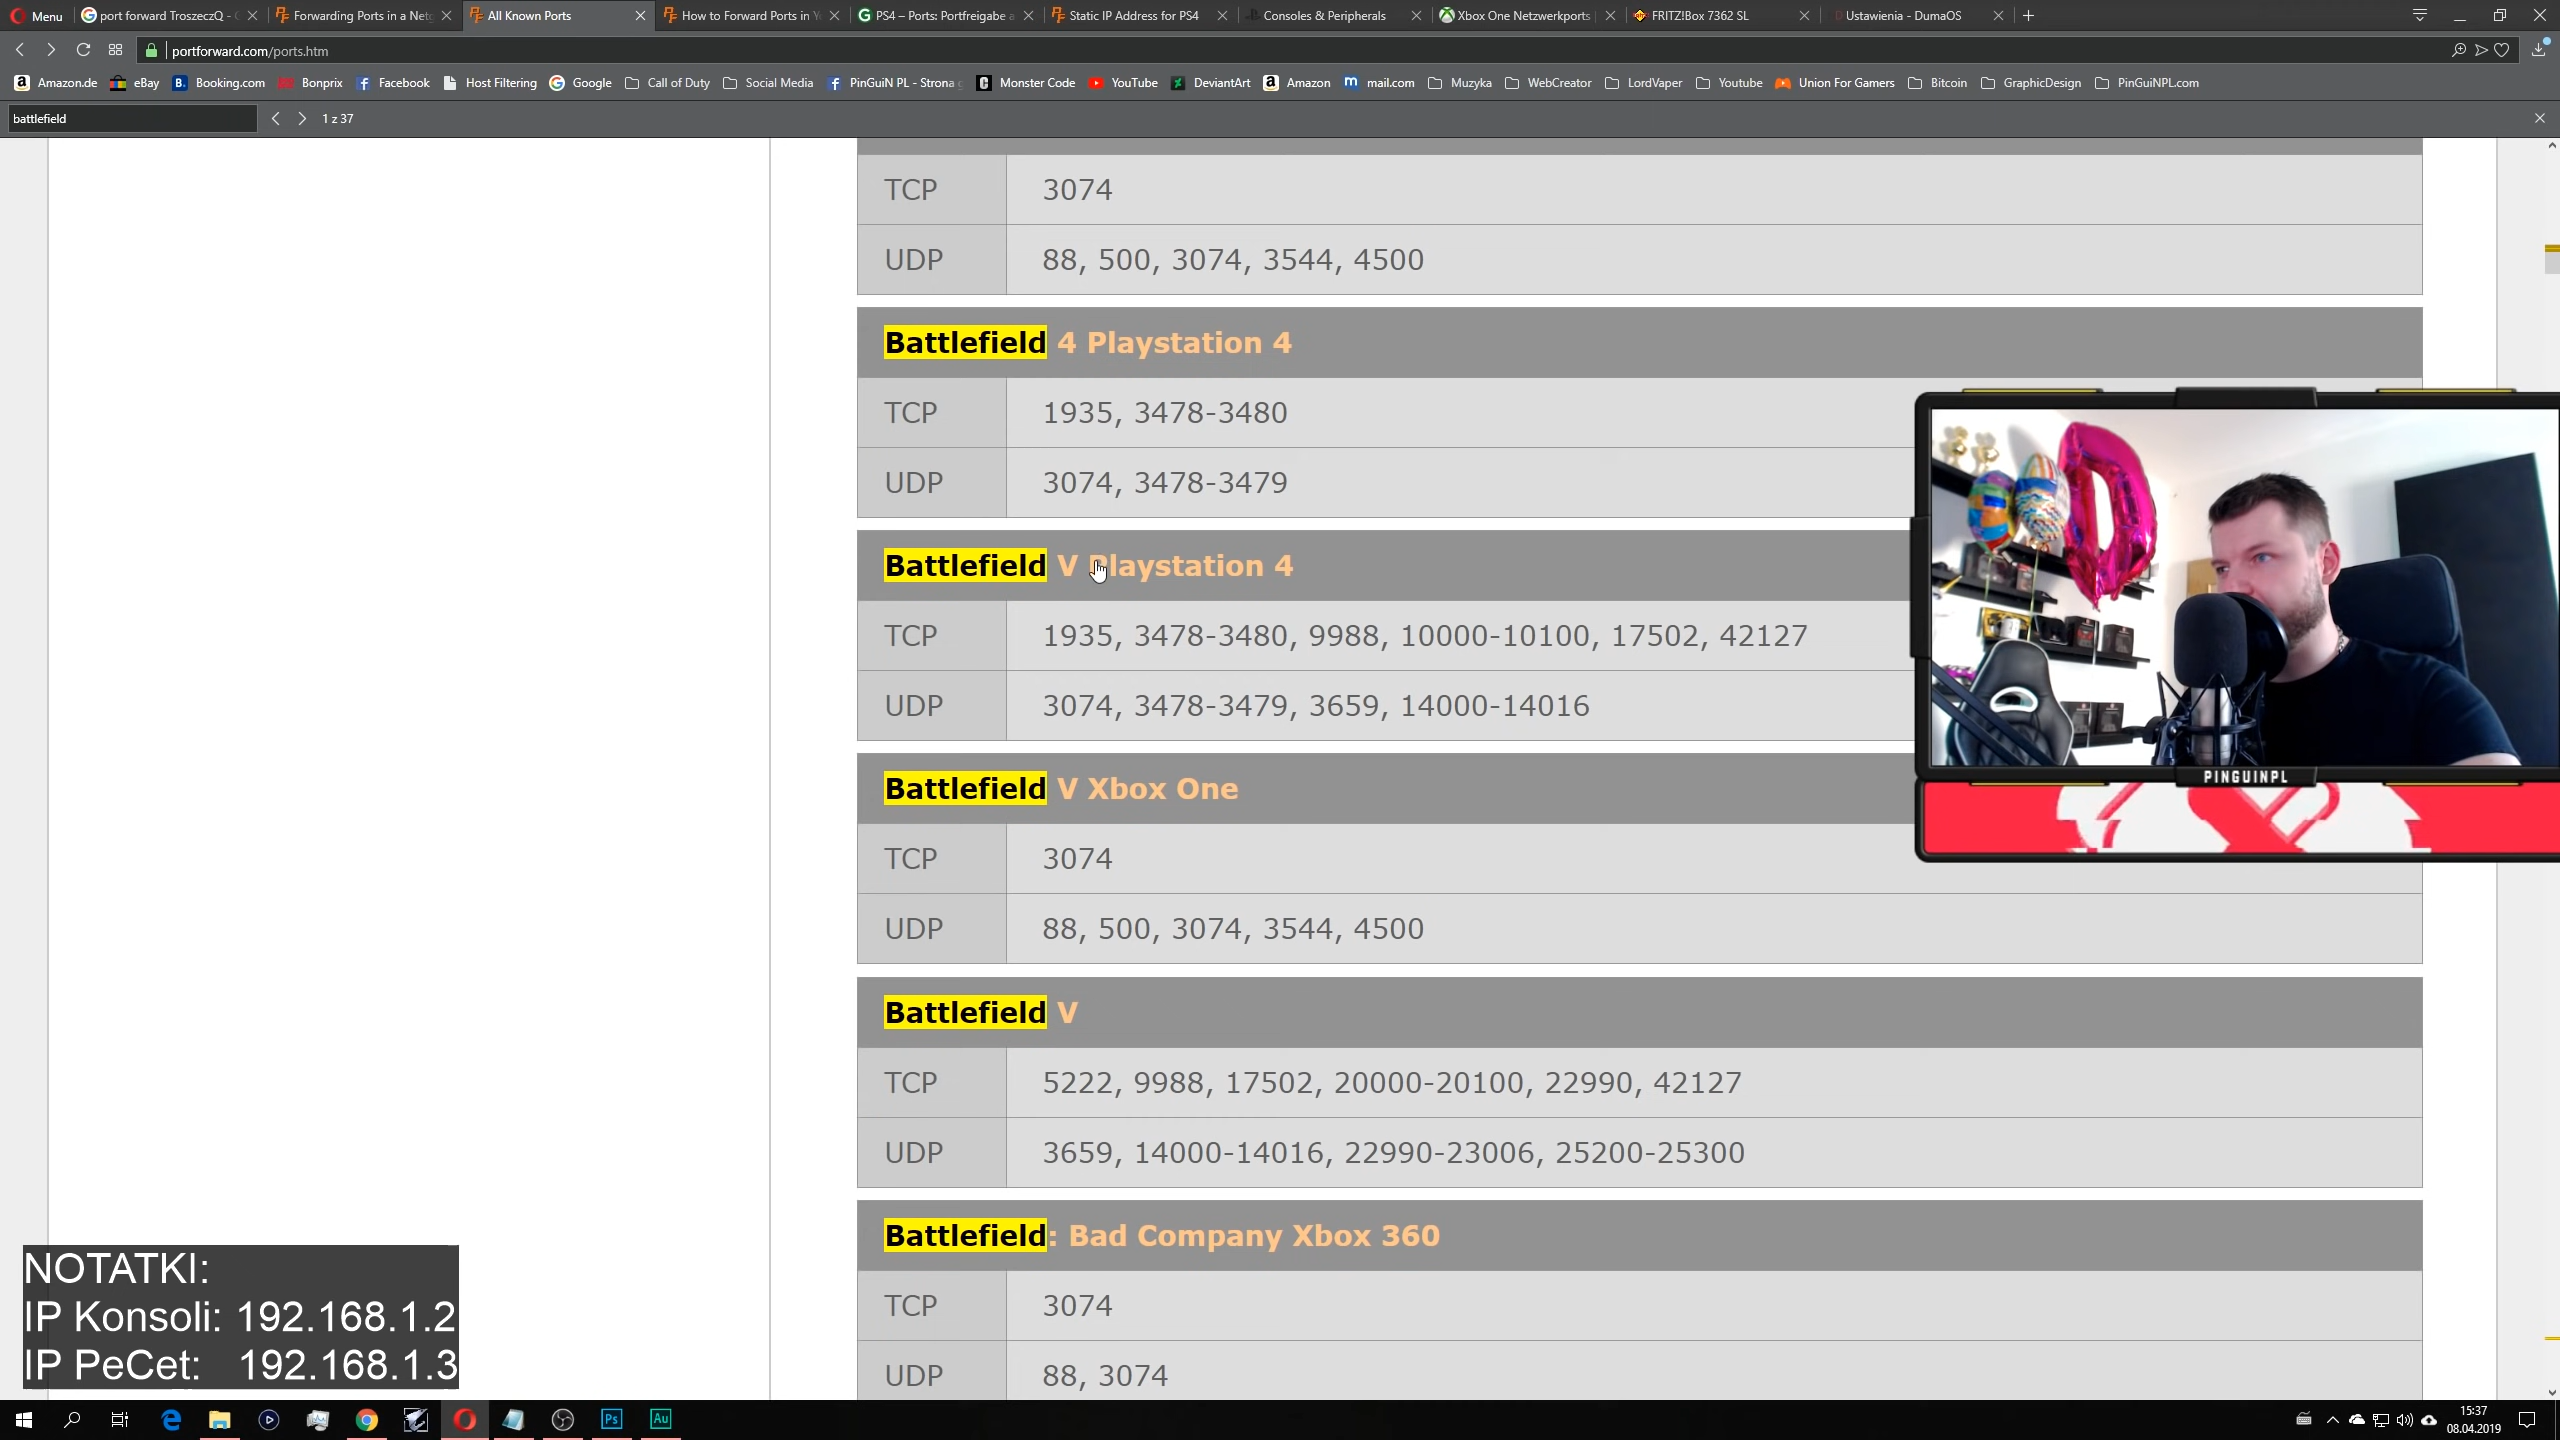 Menu
port forward TroszeczQ -
Forwarding Ports in a Netg
All Known Ports
How to Forward Ports in Y
PS4 – Ports: Portfreigabe a
Static IP Address for PS4
Consoles & Peripherals
Xbox One Netzwerkports
FRITZ!Box 7362 SL
Ustawienia - DumaOS
portforward.com/ports.htm
Amazon.de
eBay
Booking.com
Bonprix
Facebook
Host Filtering
Google
Call of Duty
Social Media
PinGuiN PL - Strona g
Monster Code
YouTube
DeviantArt
Amazon
mail.com
Muzyka
WebCreator
LordVaper
Youtube
Union For Gamers
Bitcoin
GraphicDesign
PinGuiNPL.com
battlefield
1 z 37
TCP 3074
UDP 88, 500, 3074, 3544, 4500
Battlefield 4 Playstation 4
TCP 1935, 3478-3480
UDP 3074, 3478-3479
Battlefield V Playstation 4
TCP 1935, 3478-3480, 9988, 10000-10100, 17502, 42127
UDP 3074, 3478-3479, 3659, 14000-14016
Battlefield V Xbox One
TCP 3074
UDP 88, 500, 3074, 3544, 4500
Battlefield V
TCP 5222, 9988, 17502, 20000-20100, 22990, 42127
UDP 3659, 14000-14016, 22990-23006, 25200-25300
Battlefield: Bad Company Xbox 360
TCP 3074
UDP 88, 3074
PINGUINPL
NOTATKI:
IP Konsoli: 192.168.1.2
IP PeCet: 192.168.1.3
Ps
Au
15:37
08.04.2019